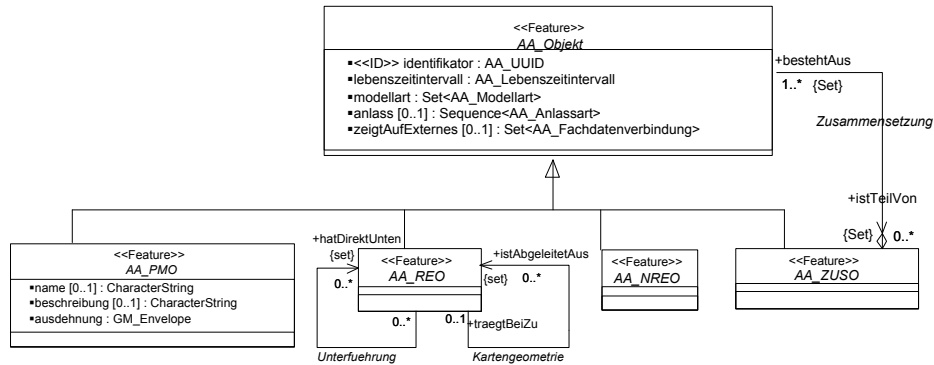 <<Feature>>
AA_Objekt
▪<<ID>> identifikator : AA_UUID
▪lebenszeitintervall : AA_Lebenszeitintervall
▪modellart : Set<AA_Modellart>
▪anlass [0..1] : Sequence<AA_Anlassart>
▪zeigtAufExternes [0..1] : Set<AA_Fachdatenverbindung>
+bestehtAus
1..* {Set}
Zusammensetzung
+istTeilVon
{Set} 0..*
<<Feature>>
AA_PMO
▪name [0..1] : CharacterString
▪beschreibung [0..1] : CharacterString
▪ausdehnung : GM_Envelope
+hatDirektUnten
{set}
0..*
<<Feature>>
AA_REO
+istAbgeleitetAus
{set} 0..*
0..*
0..1
+traegtBeiZu
Unterfuehrung
Kartengeometrie
<<Feature>>
AA_NREO
<<Feature>>
AA_ZUSO